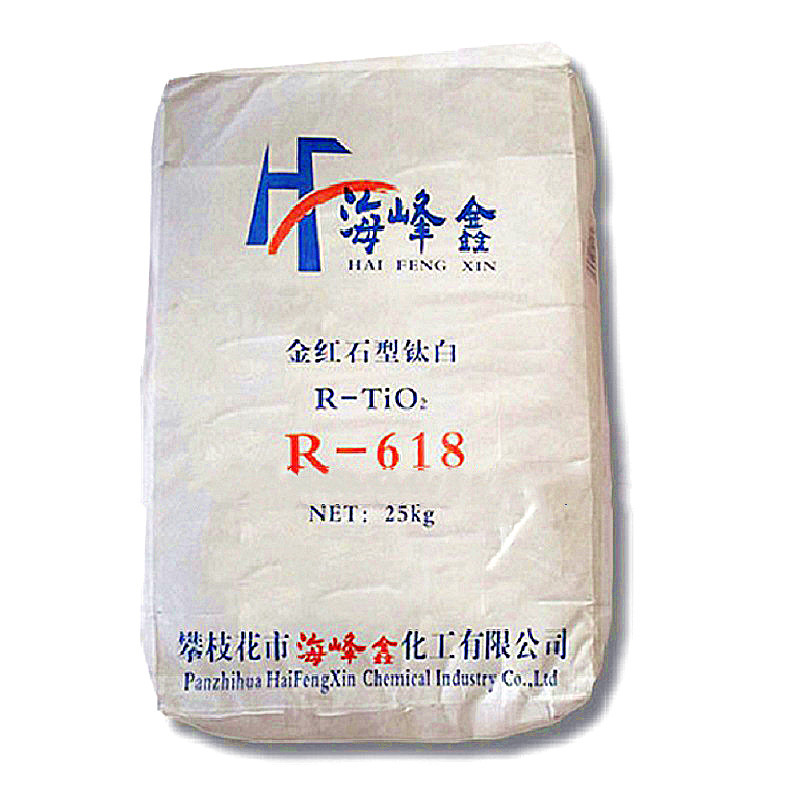 HF 海峰鑫
HAI FENG XIN
金红石型钛白
R-TiO₂
R-618
NET: 25kg
攀枝花市海峰鑫化工有限公司
Panzhihua HaiFengXin Chemical Industry Co.,Ltd